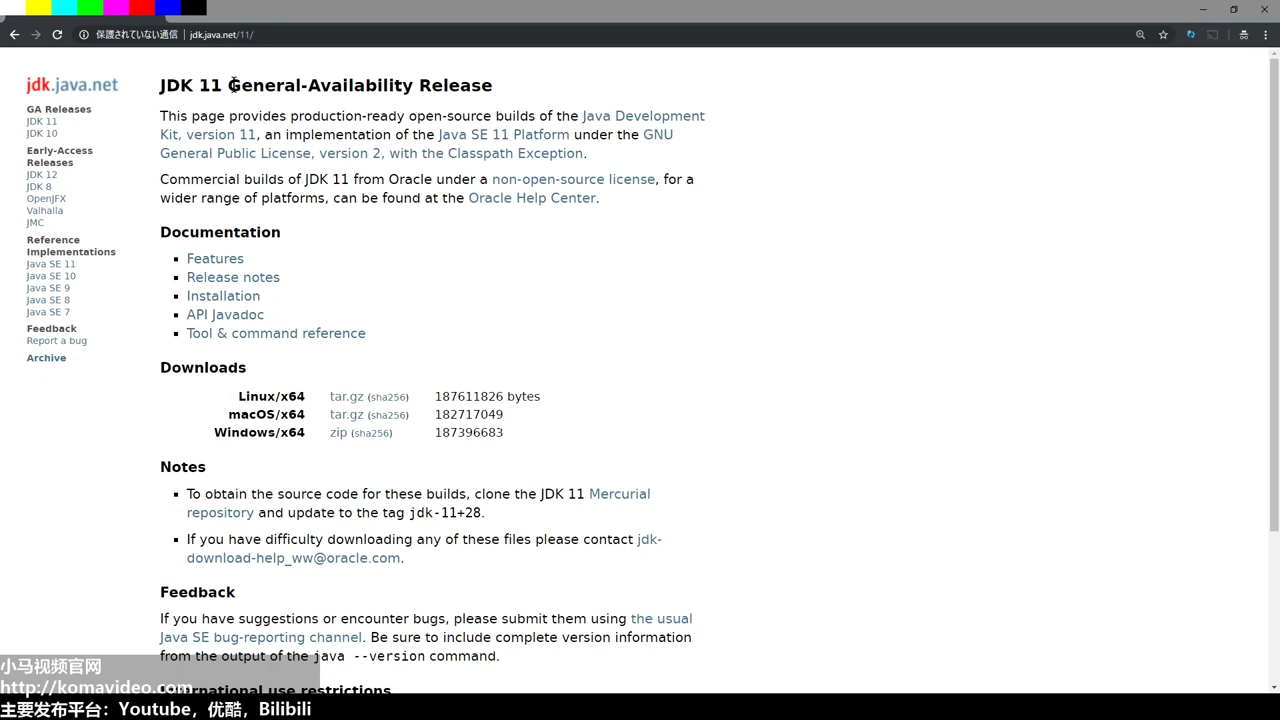 保護されていない通信 | jdk.java.net/11/
jdk.java.net
GA Releases
JDK 11
JDK 10
Early-Access
Releases
JDK 12
JDK 8
OpenJFX
Valhalla
JMC
Reference
Implementations
Java SE 11
Java SE 10
Java SE 9
Java SE 8
Java SE 7
Feedback
Report a bug
Archive
JDK 11 General-Availability Release
This page provides production-ready open-source builds of the Java Development
Kit, version 11, an implementation of the Java SE 11 Platform under the GNU
General Public License, version 2, with the Classpath Exception.
Commercial builds of JDK 11 from Oracle under a non-open-source license, for a
wider range of platforms, can be found at the Oracle Help Center.
Documentation
Features
Release notes
Installation
API Javadoc
Tool & command reference
Downloads
Linux/x64 tar.gz (sha256) 187611826 bytes
macOS/x64 tar.gz (sha256) 182717049
Windows/x64 zip (sha256) 187396683
Notes
To obtain the source code for these builds, clone the JDK 11 Mercurial
repository and update to the tag jdk-11+28.
If you have difficulty downloading any of these files please contact jdk-
download-help_ww@oracle.com.
Feedback
If you have suggestions or encounter bugs, please submit them using the usual
Java SE bug-reporting channel. Be sure to include complete version information
from the output of the java --version command.
International use restrictions
小马视频官网
http://komavideo.com
主要发布平台：Youtube，优酷，Bilibili